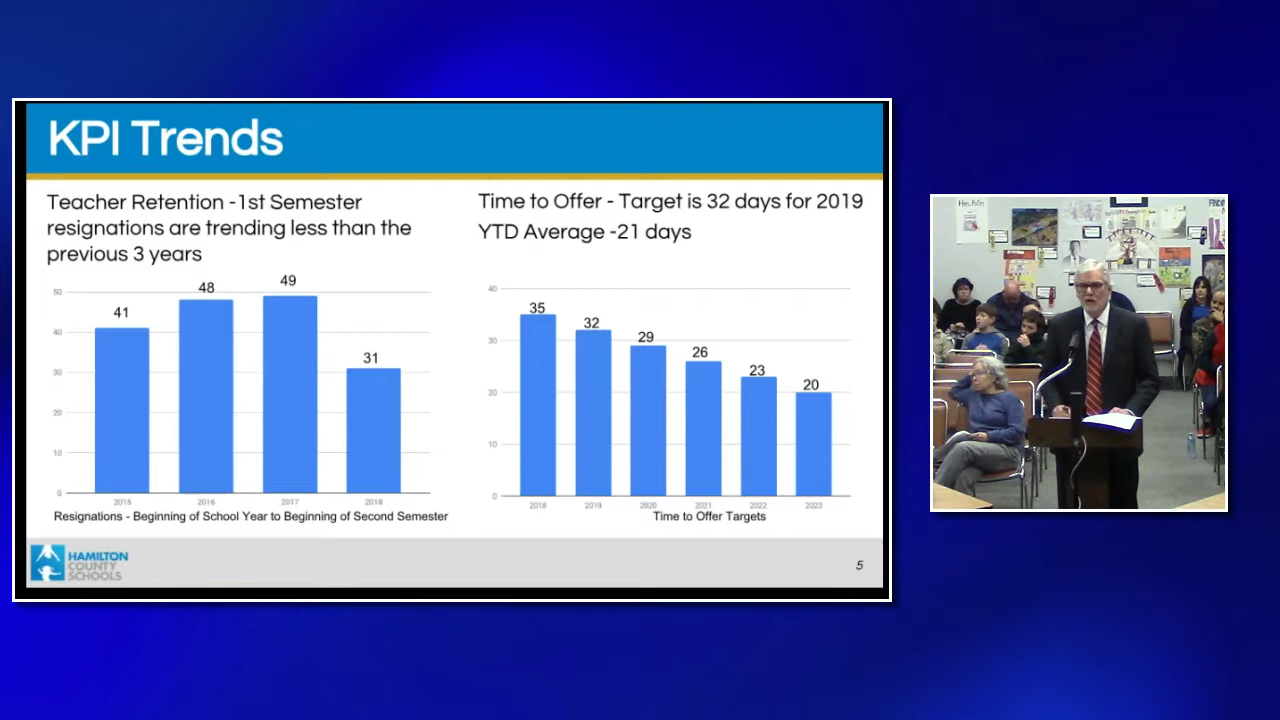 KPI Trends
Teacher Retention -1st Semester
resignations are trending less than the
previous 3 years
50
40
30
20
10
0
41
48
49
31
2015
2016
2017
2018
Resignations - Beginning of School Year to Beginning of Second Semester
Time to Offer - Target is 32 days for 2019
YTD Average -21 days
40
30
20
10
0
35
32
29
26
23
20
2018
2019
2020
2021
2022
2023
Time to Offer Targets
HAMILTON
COUNTY
SCHOOLS
5